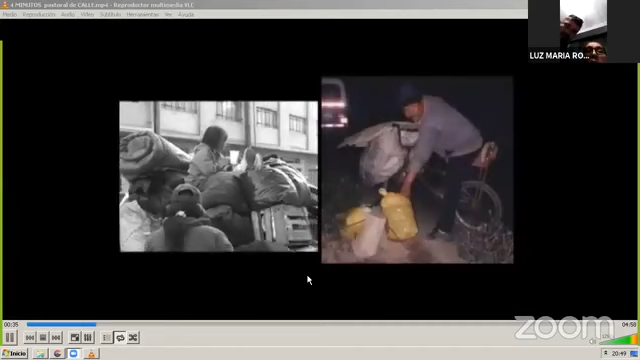 4 MINUTOS pastoral de CALLE.mp4 - Reproductor multimedia VLC
Medio Reproducción Audio Vídeo Subtítulo Herramientas Ver Ayuda
LUZ MARIA RO...
00:35
04:58
zoom
Inicio
20:49